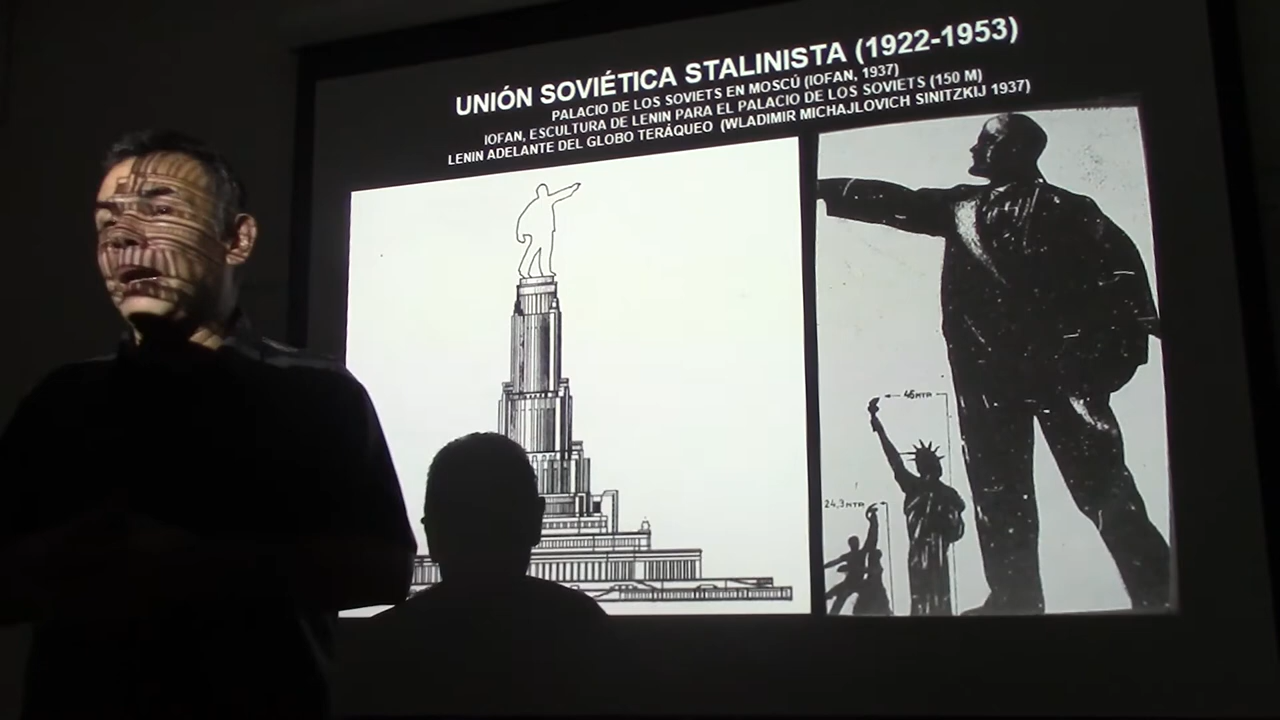 UNIÓN SOVIÉTICA STALINISTA (1922-1953)
PALACIO DE LOS SOVIETS EN MOSCÚ (IOFAN, 1937)
IOFAN, ESCULTURA DE LENIN PARA EL PALACIO DE LOS SOVIETS (150 M)
LENIN ADELANTE DEL GLOBO TERÁQUEO (WLADIMIR MICHAJLOVICH SINITZKIJ 1937)
46 MTR
24,3 MTR